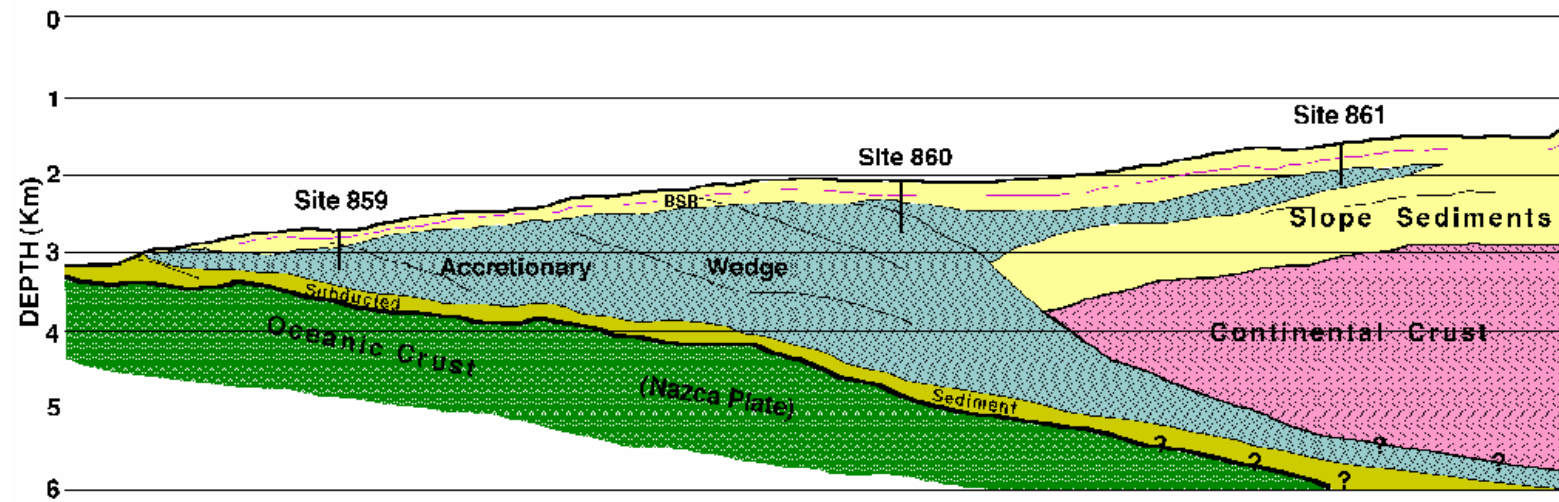 0
1
2
3
4
5
6
DEPTH (Km)
Site 859
Site 860
Site 861
BSR
Slope Sediments
Accretionary Wedge
Subducted
Sediment
Oceanic Crust
(Nazca Plate)
Continental Crust
?
?
?
?
?